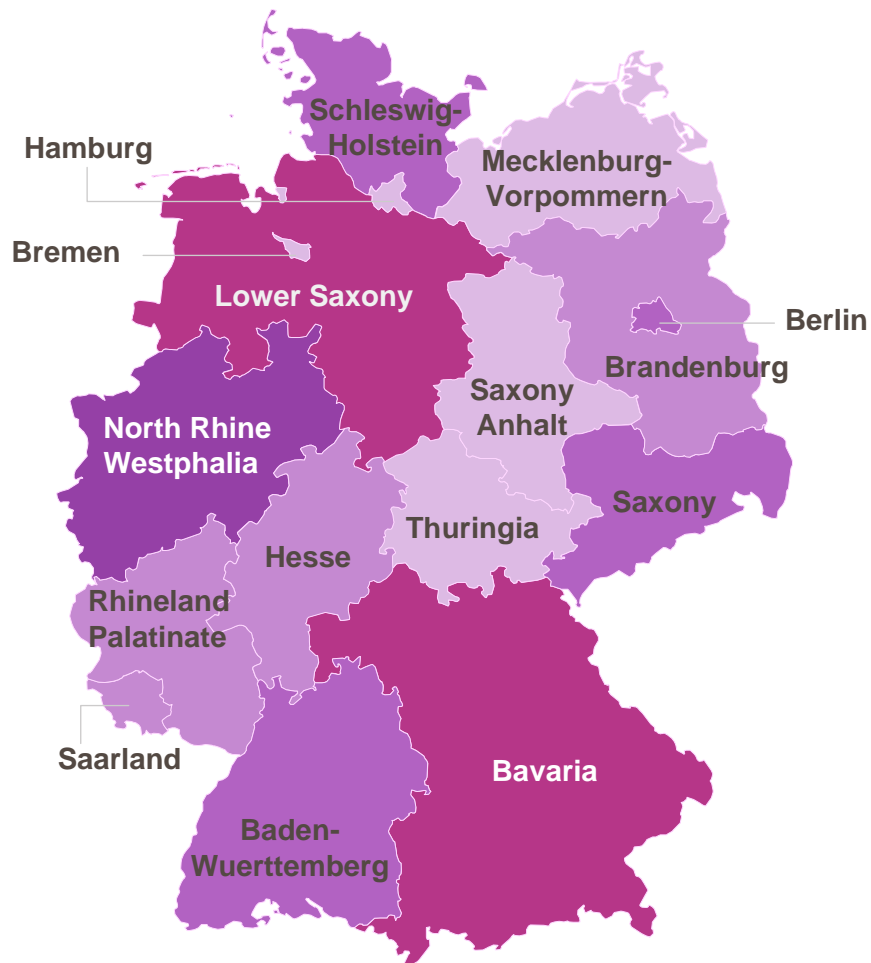 Schleswig-
Holstein
Hamburg
Mecklenburg-
Vorpommern
Bremen
Lower Saxony
Berlin
Brandenburg
Saxony
Anhalt
North Rhine
Westphalia
Saxony
Thuringia
Hesse
Rhineland
Palatinate
Saarland
Bavaria
Baden-
Wuerttemberg